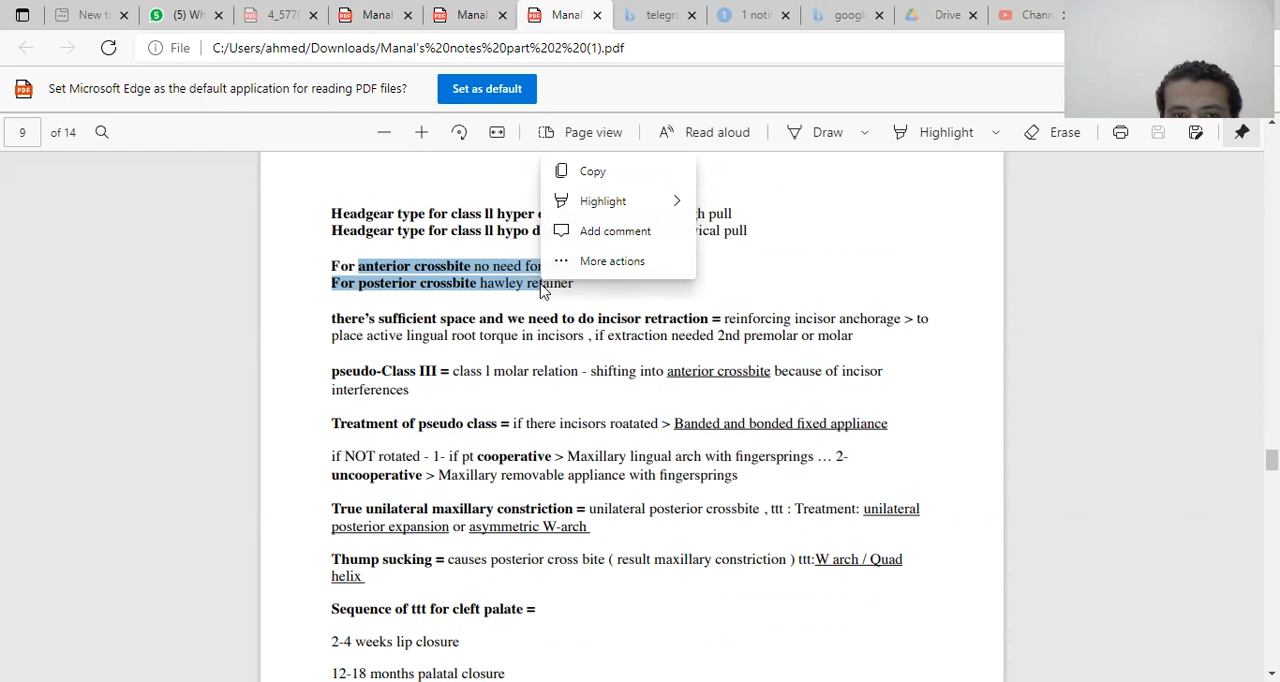 New ta
(5) Wh
4_577(
Manal
Manal
Manal
telegra
1 noti
google
Drive
Chann
File
C:/Users/ahmed/Downloads/Manal's%20notes%20part%202%20(1).pdf
Set Microsoft Edge as the default application for reading PDF files?
Set as default
9 of 14
Page view
Read aloud
Draw
Highlight
Erase
Copy
Highlight
Add comment
More actions
Headgear type for class ll hyper
Headgear type for class ll hypo pull
For anterior crossbite no need for
For posterior crossbite hawley retainer
there's sufficient space and we need to do incisor retraction = reinforcing incisor anchorage > to
place active lingual root torque in incisors , if extraction needed 2nd premolar or molar
pseudo-Class III = class l molar relation - shifting into anterior crossbite because of incisor
interferences
Treatment of pseudo class = if there incisors roatated > Banded and bonded fixed appliance
if NOT rotated - 1- if pt cooperative > Maxillary lingual arch with fingersprings … 2-
uncooperative > Maxillary removable appliance with fingersprings
True unilateral maxillary constriction = unilateral posterior crossbite , ttt : Treatment: unilateral
posterior expansion or asymmetric W-arch
Thump sucking = causes posterior cross bite ( result maxillary constriction ) ttt:W arch / Quad
helix
Sequence of ttt for cleft palate =
2-4 weeks lip closure
12-18 months palatal closure